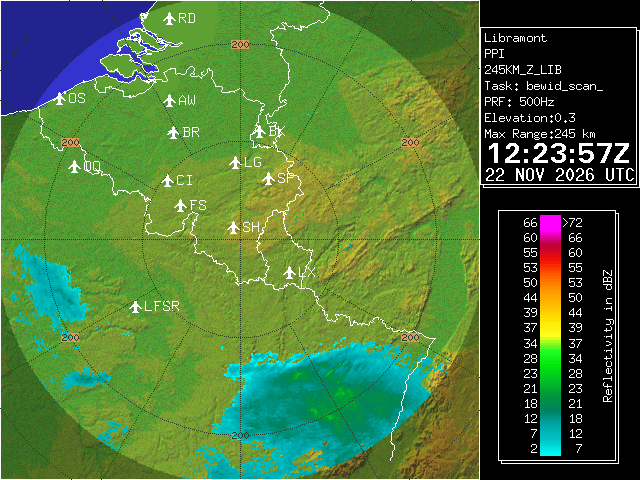 RD
200
OS
AW
BR
BK
200
200
QQ
LG
CI
SP
FS
SH
LX
LFSR
200
200
200
Libramont
PPI
245KM_Z_LIB
Task: bewid_scan_
PRF: 500Hz
Elevation:0.3
Max Range:245 km
12:23:57Z
22 NOV 2026 UTC
66 >72
60 66
55 60
53 55
50 53
44 50
39 44
37 39
34 37
28 34
23 28
21 23
18 21
12 18
7 12
2 7
Reflectivity in dBZ